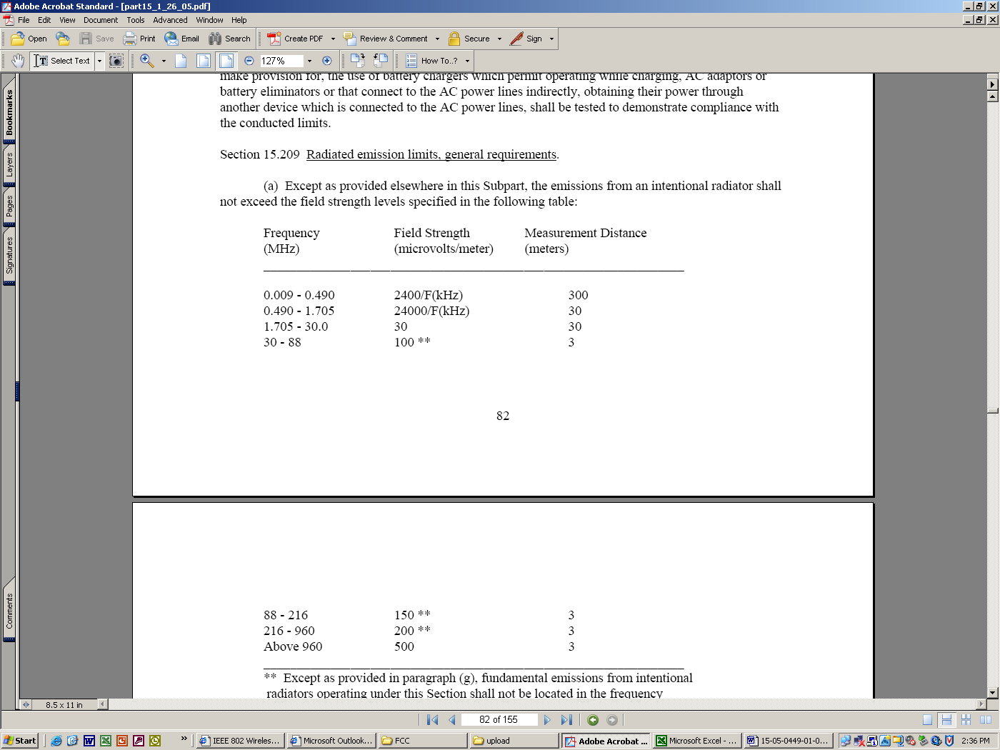 Adobe Acrobat Standard - [part15_1_26_05.pdf]
File Edit View Document Tools Advanced Window Help
Open Save Print Email Search Create PDF Review & Comment Secure Sign
Select Text 127% How To..?
Bookmarks
Layers
Pages
Signatures
Comments
make provision for, the use of battery chargers which permit operating while charging, AC adaptors or
battery eliminators or that connect to the AC power lines indirectly, obtaining their power through
another device which is connected to the AC power lines, shall be tested to demonstrate compliance with
the conducted limits.
Section 15.209 Radiated emission limits, general requirements.
(a) Except as provided elsewhere in this Subpart, the emissions from an intentional radiator shall
not exceed the field strength levels specified in the following table:
Frequency Field Strength Measurement Distance
(MHz) (microvolts/meter) (meters)
0.009 - 0.490 2400/F(kHz) 300
0.490 - 1.705 24000/F(kHz) 30
1.705 - 30.0 30 30
30 - 88 100 ** 3
82
88 - 216 150 ** 3
216 - 960 200 ** 3
Above 960 500 3
** Except as provided in paragraph (g), fundamental emissions from intentional
radiators operating under this Section shall not be located in the frequency
8.5 x 11 in
82 of 155
Start » IEEE 802 Wireles... Microsoft Outlook... FCC upload Adobe Acrobat ... Microsoft Excel - ... 15-05-0449-01-0... 2:36 PM